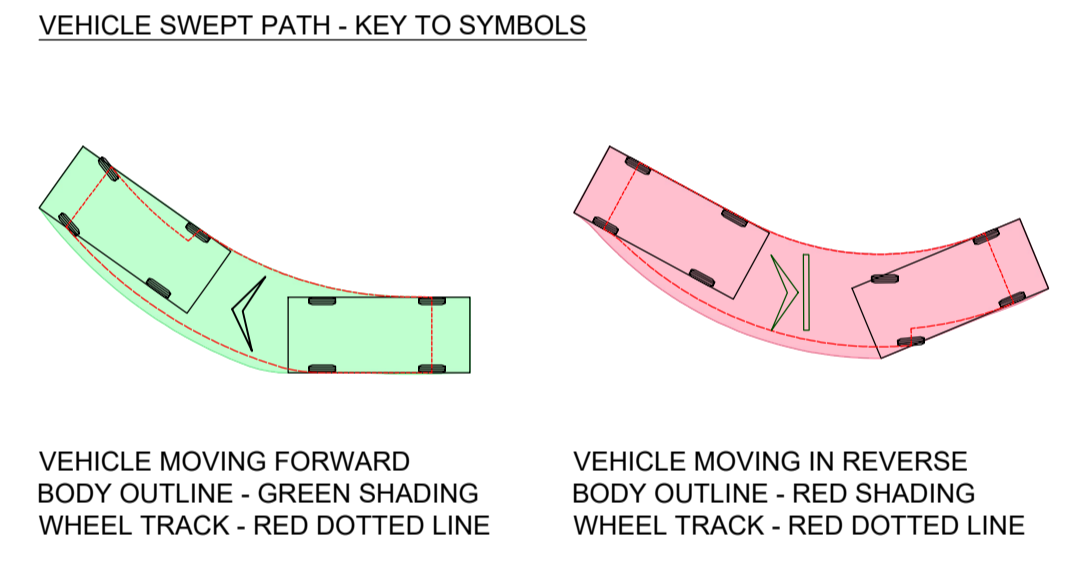 VEHICLE SWEPT PATH - KEY TO SYMBOLS
VEHICLE MOVING FORWARD
BODY OUTLINE - GREEN SHADING
WHEEL TRACK - RED DOTTED LINE
VEHICLE MOVING IN REVERSE
BODY OUTLINE - RED SHADING
WHEEL TRACK - RED DOTTED LINE